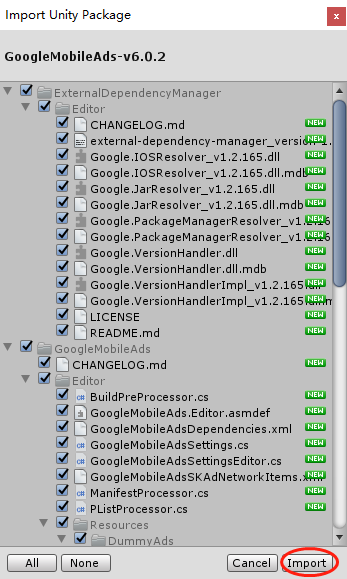 Import Unity Package
x
GoogleMobileAds-v6.0.2
ExternalDependencyManager
Editor
CHANGELOG.md NEW
external-dependency-manager_version-1. NEW
Google.IOSResolver_v1.2.165.dll NEW
Google.IOSResolver_v1.2.165.dll.mdb NEW
Google.JarResolver_v1.2.165.dll NEW
Google.JarResolver_v1.2.165.dll.mdb NEW
Google.PackageManagerResolver_v1.2.16 NEW
Google.PackageManagerResolver_v1.2.16 NEW
Google.VersionHandler.dll NEW
Google.VersionHandler.dll.mdb NEW
Google.VersionHandlerImpl_v1.2.165.dll NEW
Google.VersionHandlerImpl_v1.2.165.dll.m NEW
LICENSE NEW
README.md NEW
GoogleMobileAds
CHANGELOG.md NEW
Editor
BuildPreProcessor.cs NEW
GoogleMobileAds.Editor.asmdef NEW
GoogleMobileAdsDependencies.xml NEW
GoogleMobileAdsSettings.cs NEW
GoogleMobileAdsSettingsEditor.cs NEW
GoogleMobileAdsSKAdNetworkItems.xml NEW
ManifestProcessor.cs NEW
PListProcessor.cs NEW
Resources
DummyAds
All None Cancel Import